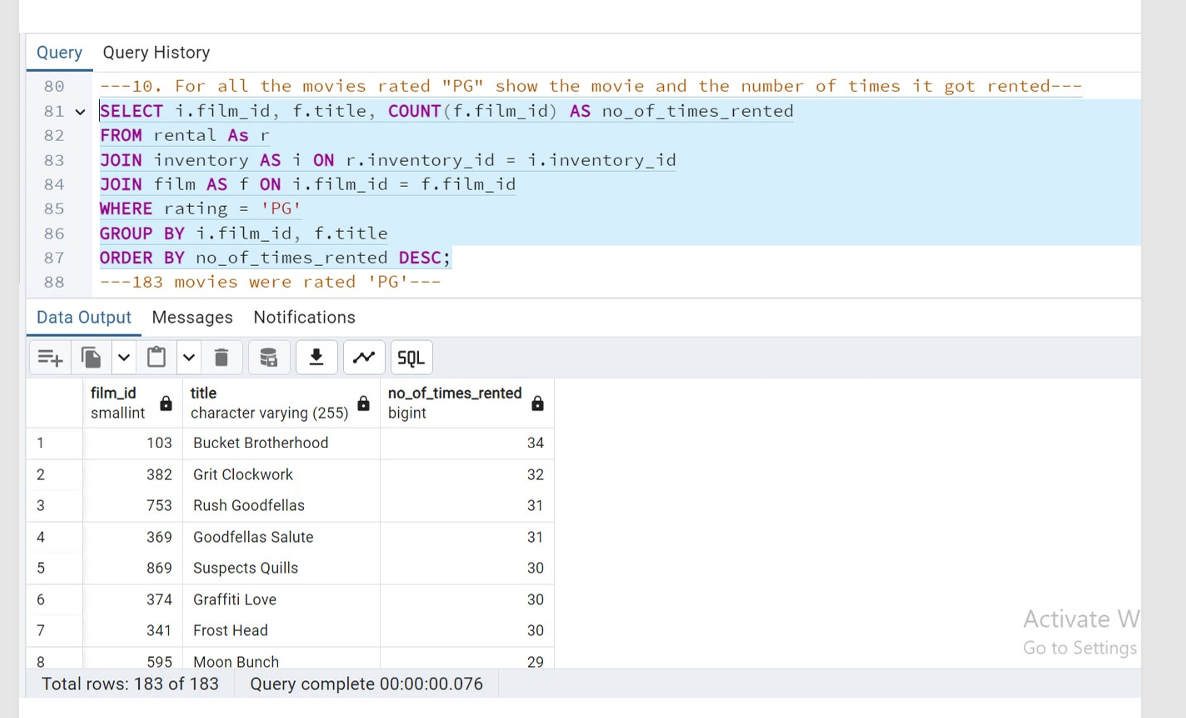 Query Query History
80 ---10. For all the movies rated "PG" show the movie and the number of times it got rented---
81 SELECT i.film_id, f.title, COUNT(f.film_id) AS no_of_times_rented
82 FROM rental As r
83 JOIN inventory AS i ON r.inventory_id = i.inventory_id
84 JOIN film AS f ON i.film_id = f.film_id
85 WHERE rating = 'PG'
86 GROUP BY i.film_id, f.title
87 ORDER BY no_of_times_rented DESC;
88 ---183 movies were rated 'PG'---
Data Output Messages Notifications
SQL
film_id title no_of_times_rented
smallint character varying (255) bigint
1 103 Bucket Brotherhood 34
2 382 Grit Clockwork 32
3 753 Rush Goodfellas 31
4 369 Goodfellas Salute 31
5 869 Suspects Quills 30
6 374 Graffiti Love 30
7 341 Frost Head 30
8 595 Moon Bunch 29
Activate W
Go to Settings
Total rows: 183 of 183 Query complete 00:00:00.076